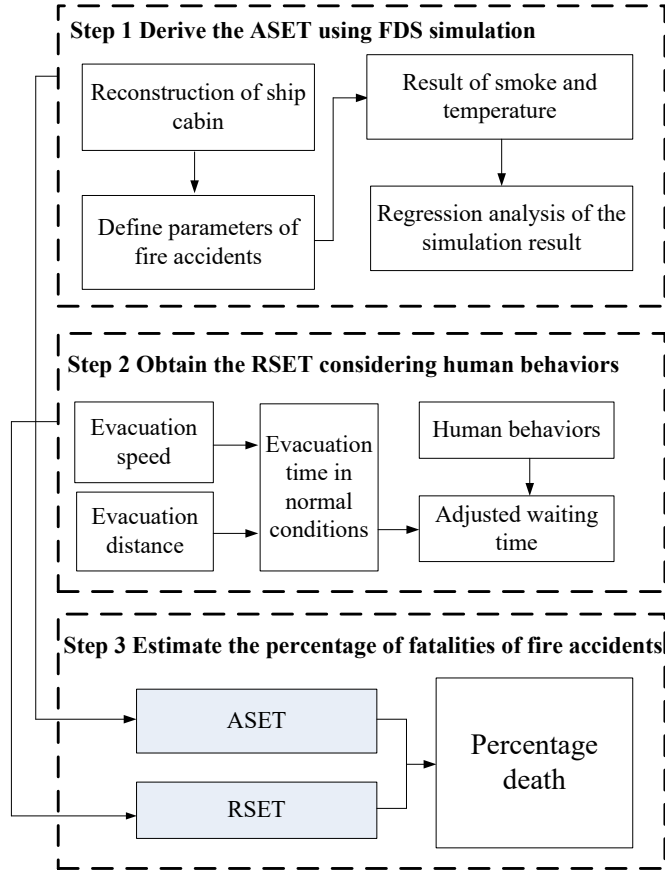 Step 1 Derive the ASET using FDS simulation
Reconstruction of ship
cabin
Define parameters of
fire accidents
Result of smoke and
temperature
Regression analysis of the
simulation result
Step 2 Obtain the RSET considering human behaviors
Evacuation
speed
Evacuation
distance
Evacuation
time in
normal
conditions
Human behaviors
Adjusted waiting
time
Step 3 Estimate the percentage of fatalities of fire accidents
ASET
RSET
Percentage
death